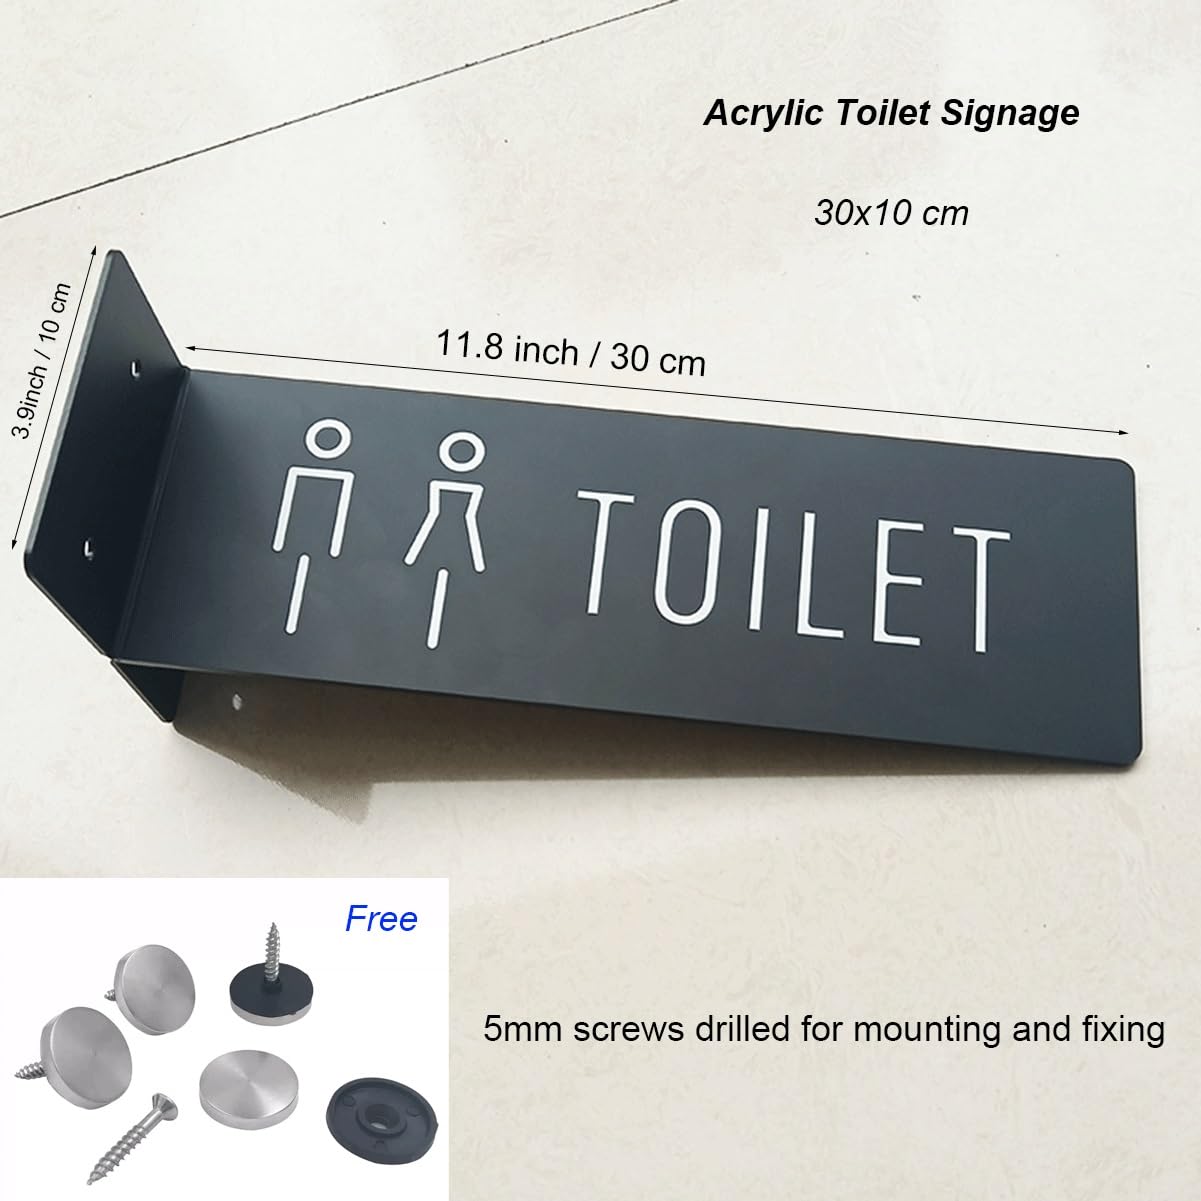 Acrylic Toilet Signage
30x10 cm
3.9inch / 10 cm
11.8 inch / 30 cm
TOILET
Free
5mm screws drilled for mounting and fixing